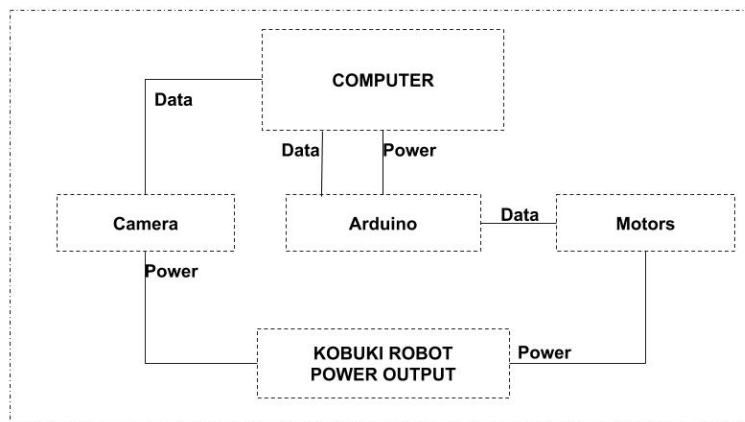 COMPUTER
Data
Data
Power
Camera
Arduino
Data
Motors
Power
KOBUKI ROBOT
POWER OUTPUT
Power